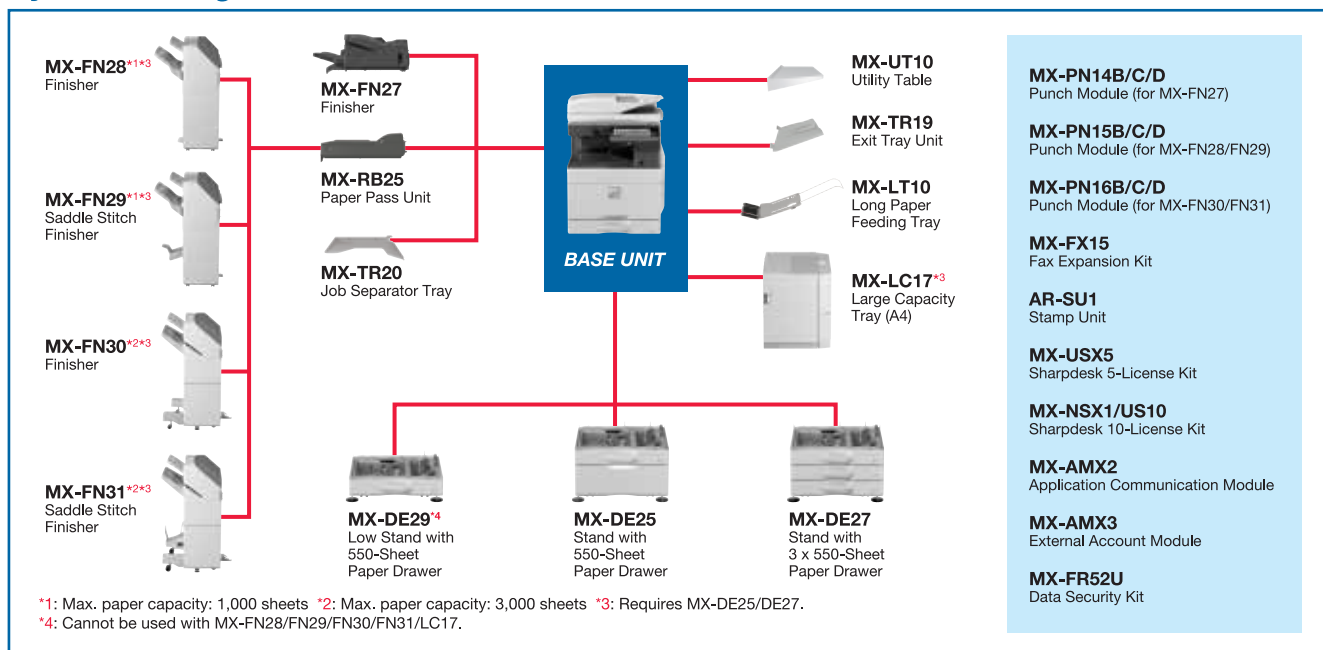 MX-FN28*1*3
Finisher
MX-FN29*1*3
Saddle Stitch
Finisher
MX-FN30*2*3
Finisher
MX-FN31*2*3
Saddle Stitch
Finisher
MX-FN27
Finisher
MX-RB25
Paper Pass Unit
MX-TR20
Job Separator Tray
BASE UNIT
MX-UT10
Utility Table
MX-TR19
Exit Tray Unit
MX-LT10
Long Paper
Feeding Tray
MX-LC17*3
Large Capacity
Tray (A4)
MX-DE29*4
Low Stand with
550-Sheet
Paper Drawer
MX-DE25
Stand with
550-Sheet
Paper Drawer
MX-DE27
Stand with
3 x 550-Sheet
Paper Drawer
*1: Max. paper capacity: 1,000 sheets *2: Max. paper capacity: 3,000 sheets *3: Requires MX-DE25/DE27.
*4: Cannot be used with MX-FN28/FN29/FN30/FN31/LC17.
MX-PN14B/C/D
Punch Module (for MX-FN27)
MX-PN15B/C/D
Punch Module (for MX-FN28/FN29)
MX-PN16B/C/D
Punch Module (for MX-FN30/FN31)
MX-FX15
Fax Expansion Kit
AR-SU1
Stamp Unit
MX-USX5
Sharpdesk 5-License Kit
MX-NSX1/US10
Sharpdesk 10-License Kit
MX-AMX2
Application Communication Module
MX-AMX3
External Account Module
MX-FR52U
Data Security Kit